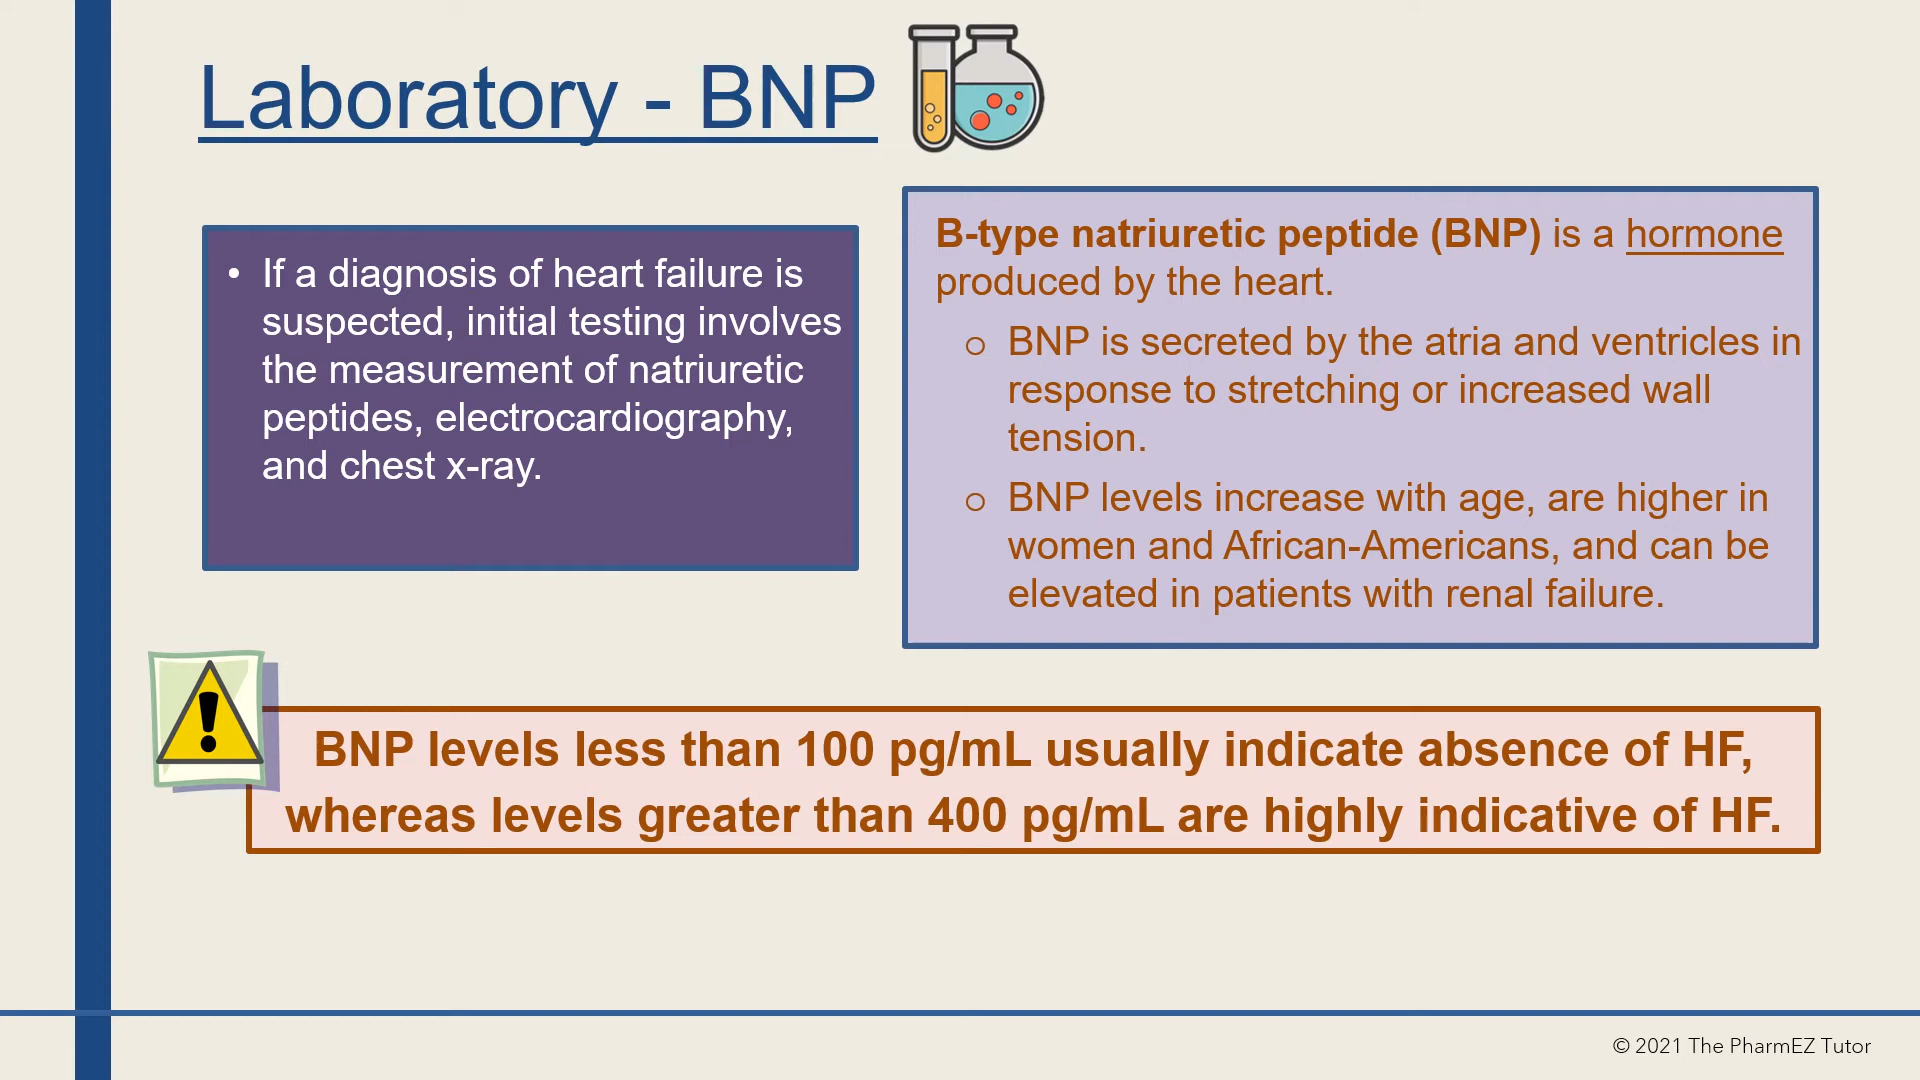 Laboratory - BNP
• If a diagnosis of heart failure is
suspected, initial testing involves
the measurement of natriuretic
peptides, electrocardiography,
and chest x-ray.
B-type natriuretic peptide (BNP) is a hormone
produced by the heart.
o BNP is secreted by the atria and ventricles in
response to stretching or increased wall
tension.
o BNP levels increase with age, are higher in
women and African-Americans, and can be
elevated in patients with renal failure.
BNP levels less than 100 pg/mL usually indicate absence of HF,
whereas levels greater than 400 pg/mL are highly indicative of HF.
© 2021 The PharmEZ Tutor